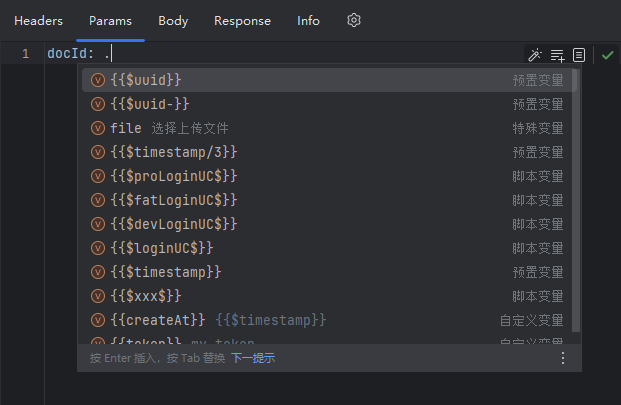 Headers Params Body Response Info
1 docId: .
{{$uuid}} 预置变量
{{$uuid-}} 预置变量
file 选择上传文件 特殊变量
{{$timestamp/3}} 预置变量
{{$proLoginUC$}} 脚本变量
{{$fatLoginUC$}} 脚本变量
{{$devLoginUC$}} 脚本变量
{{$loginUC$}} 脚本变量
{{$timestamp}} 预置变量
{{$xxx$}} 脚本变量
{{createAt}} {{$timestamp}} 自定义变量
{{token}} my token 自定义变量
按 Enter 插入，按 Tab 替换 下一提示